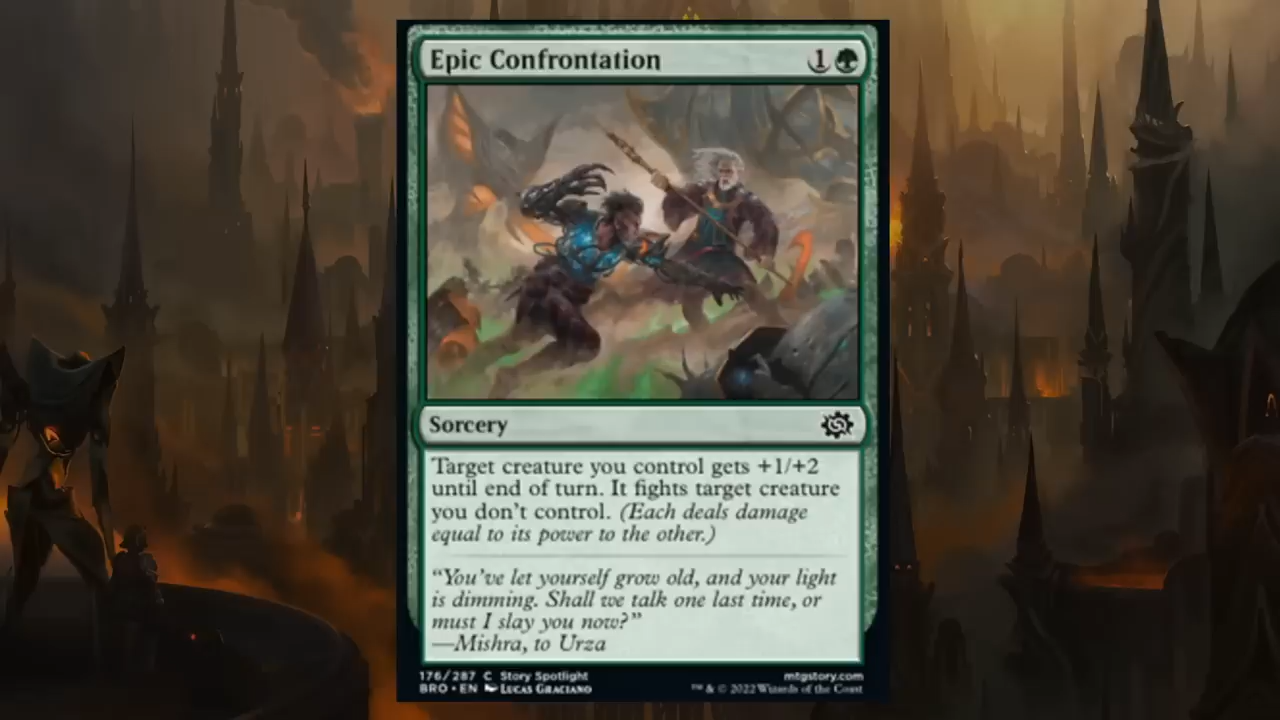 Epic Confrontation 1
Sorcery
Target creature you control gets +1/+2
until end of turn. It fights target creature
you don't control. (Each deals damage
equal to its power to the other.)
"You've let yourself grow old, and your light
is dimming. Shall we talk one last time, or
must I slay you now?"
—Mishra, to Urza
176/287 C Story Spotlight mtgstory.com
BRO • EN Lucas Graciano ™ & © 2022 Wizards of the Coast